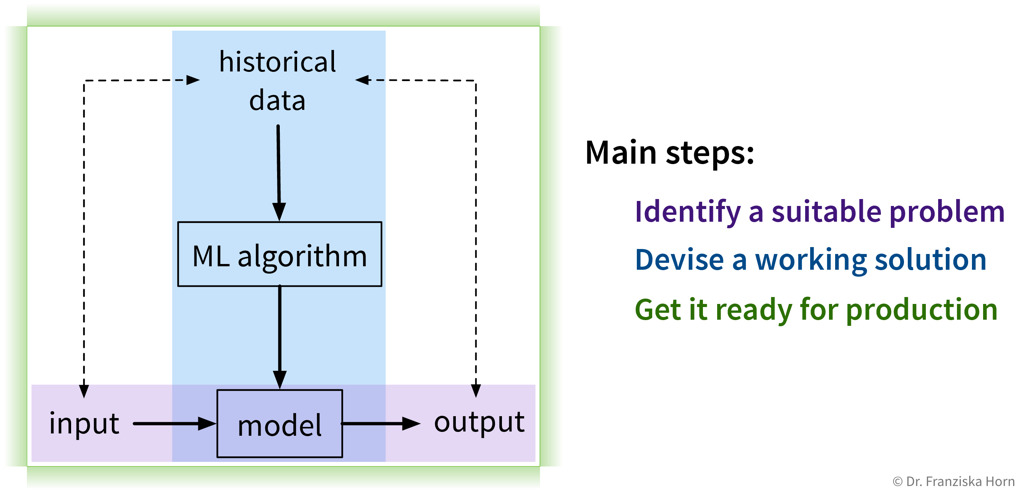 historical
data
ML algorithm
input
model
output
Main steps:
Identify a suitable problem
Devise a working solution
Get it ready for production
© Dr. Franziska Horn